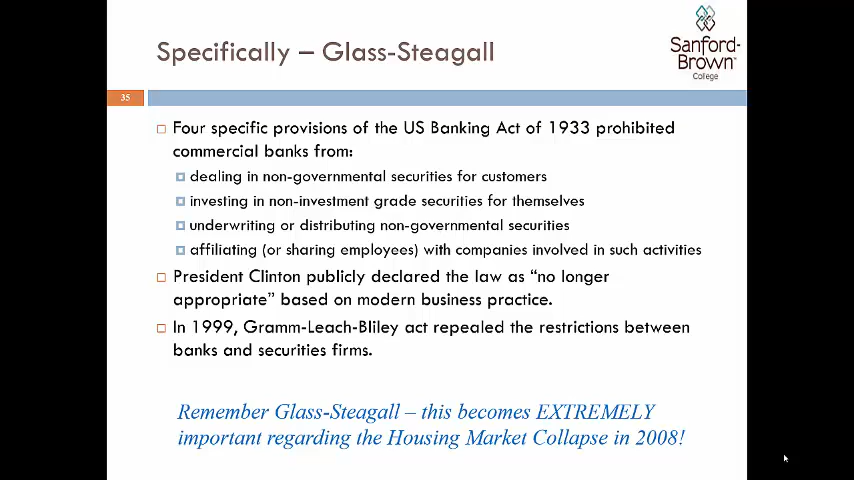 Specifically – Glass-Steagall
Sanford-
Brown™
College
35
Four specific provisions of the US Banking Act of 1933 prohibited
commercial banks from:
dealing in non-governmental securities for customers
investing in non-investment grade securities for themselves
underwriting or distributing non-governmental securities
affiliating (or sharing employees) with companies involved in such activities
President Clinton publicly declared the law as “no longer
appropriate” based on modern business practice.
In 1999, Gramm-Leach-Bliley act repealed the restrictions between
banks and securities firms.
Remember Glass-Steagall – this becomes EXTREMELY
important regarding the Housing Market Collapse in 2008!